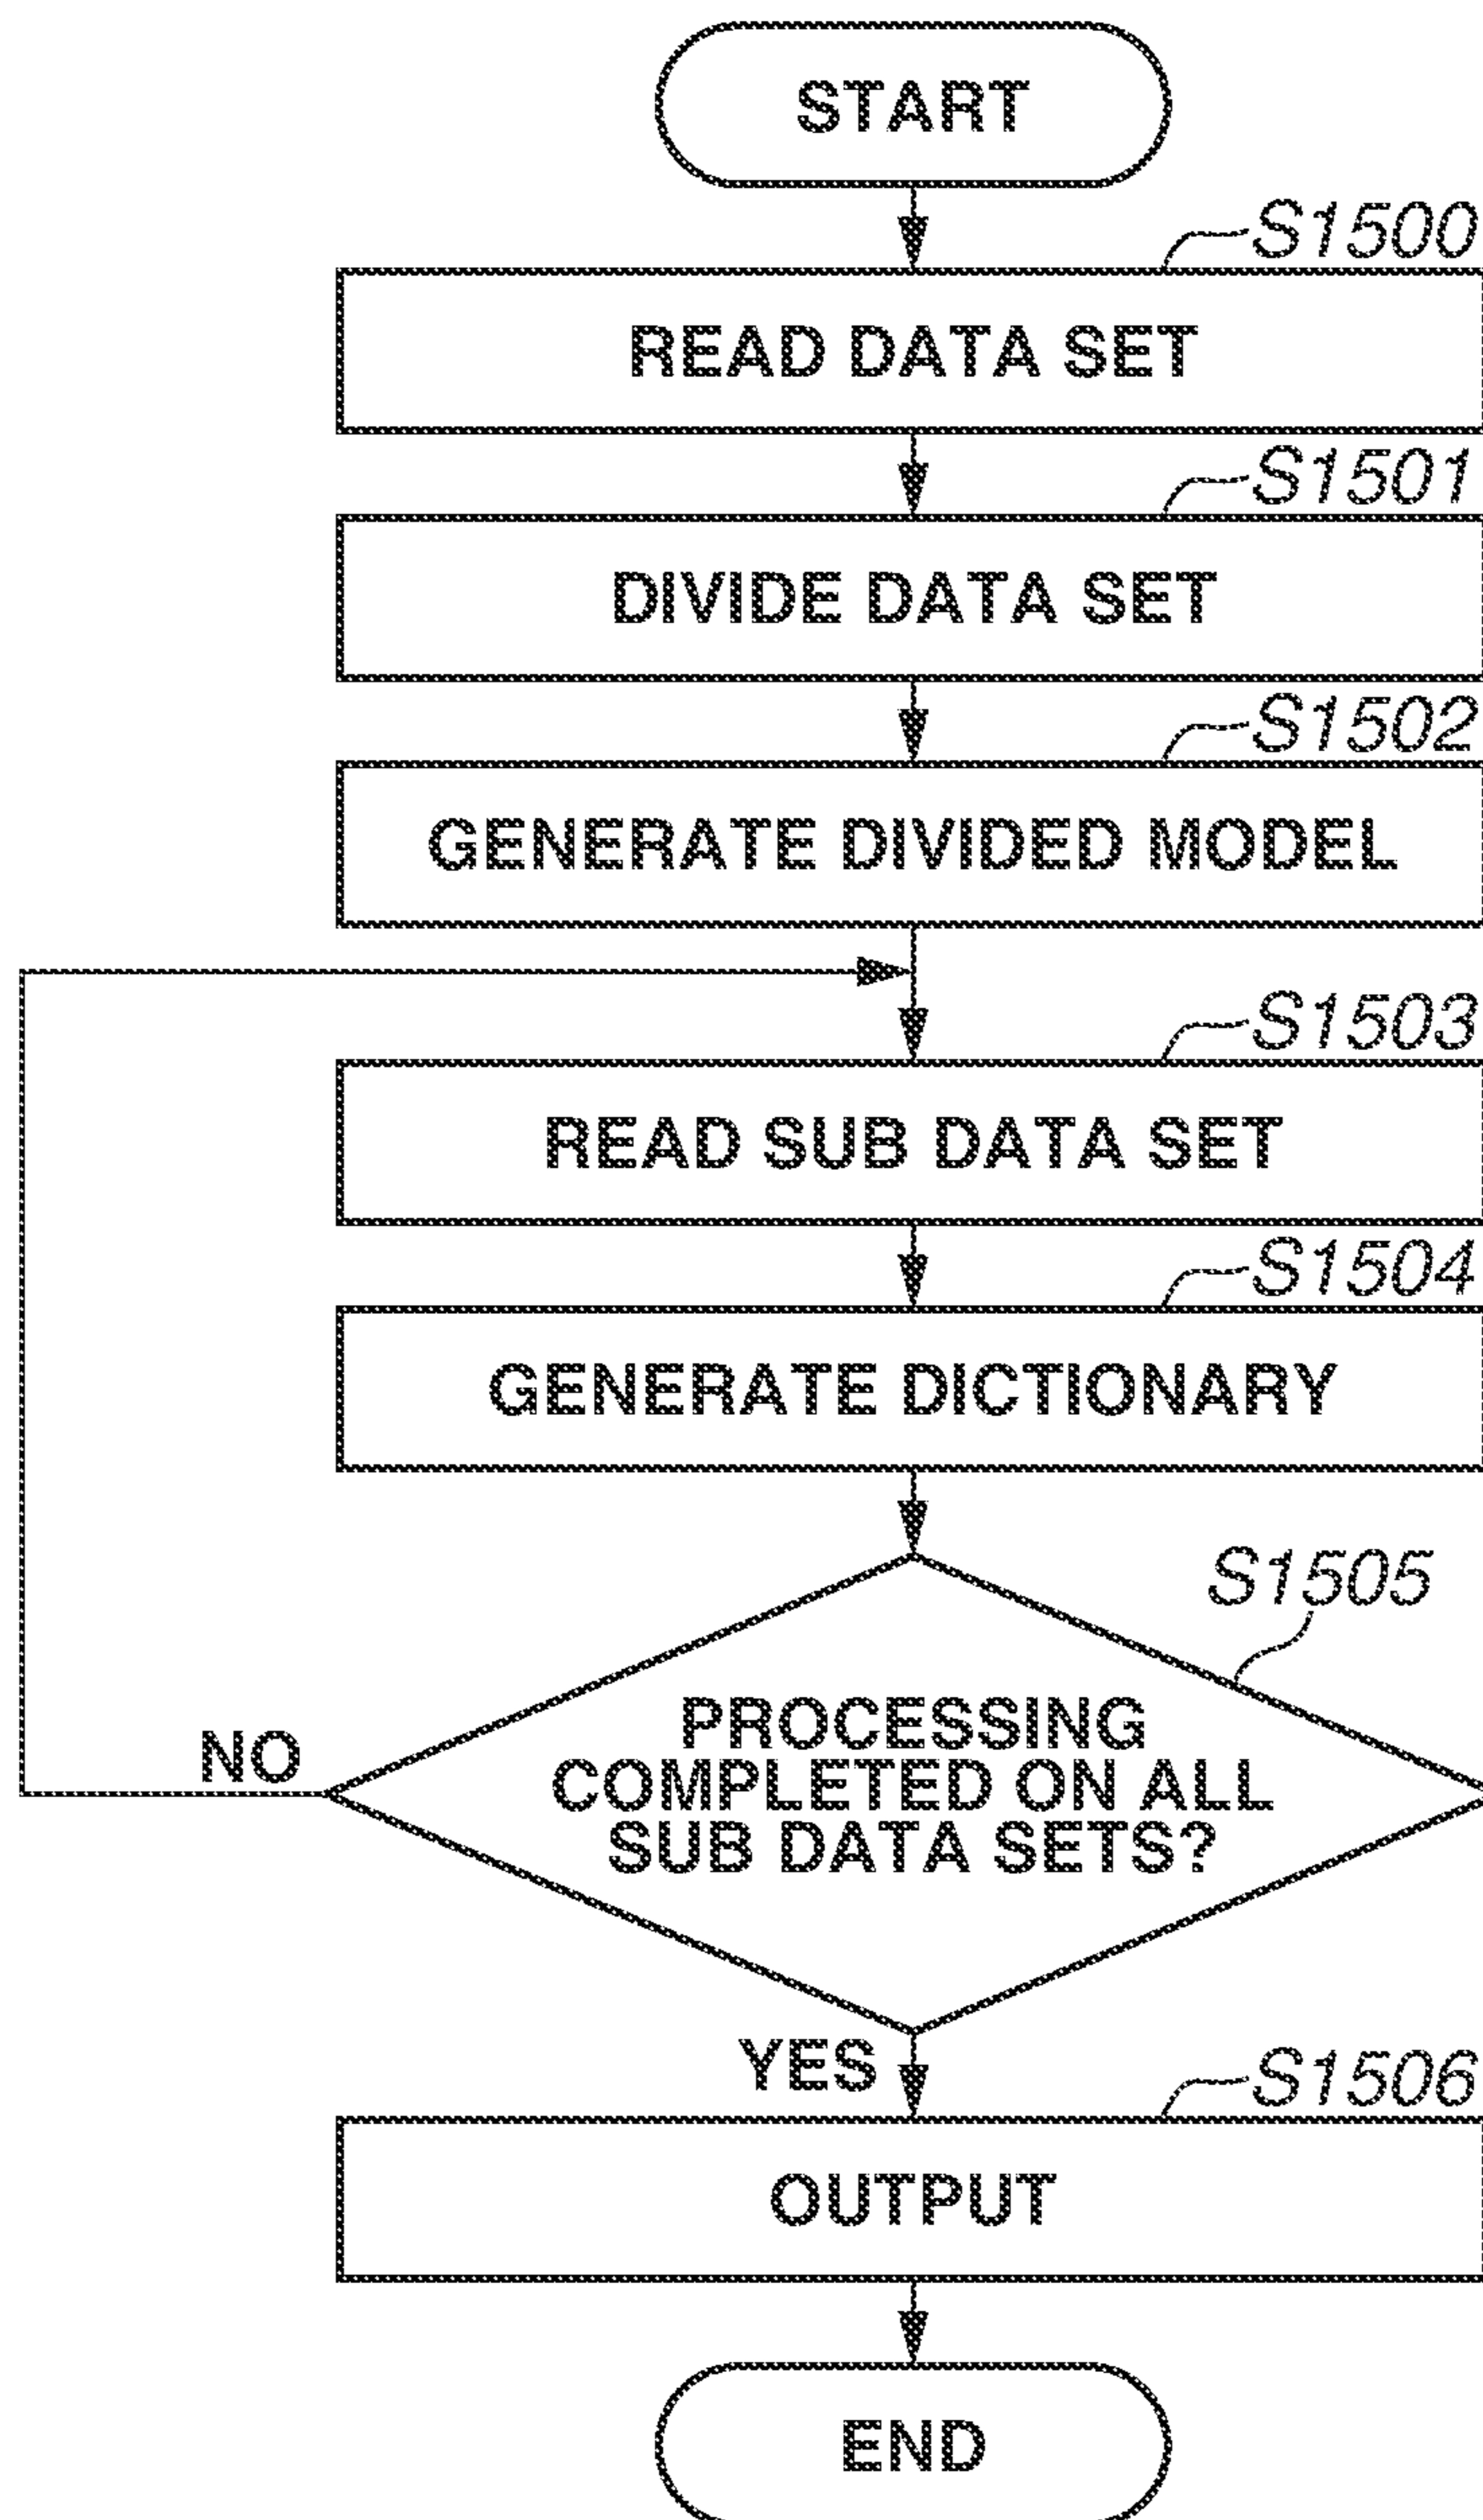 START
S1500
READ DATA SET
S1501
DIVIDE DATA SET
S1502
GENERATE DIVIDED MODEL
S1503
READ SUB DATA SET
S1504
GENERATE DICTIONARY
S1505
PROCESSING
COMPLETED ON ALL
SUB DATA SETS?
NO
YES
S1506
OUTPUT
END